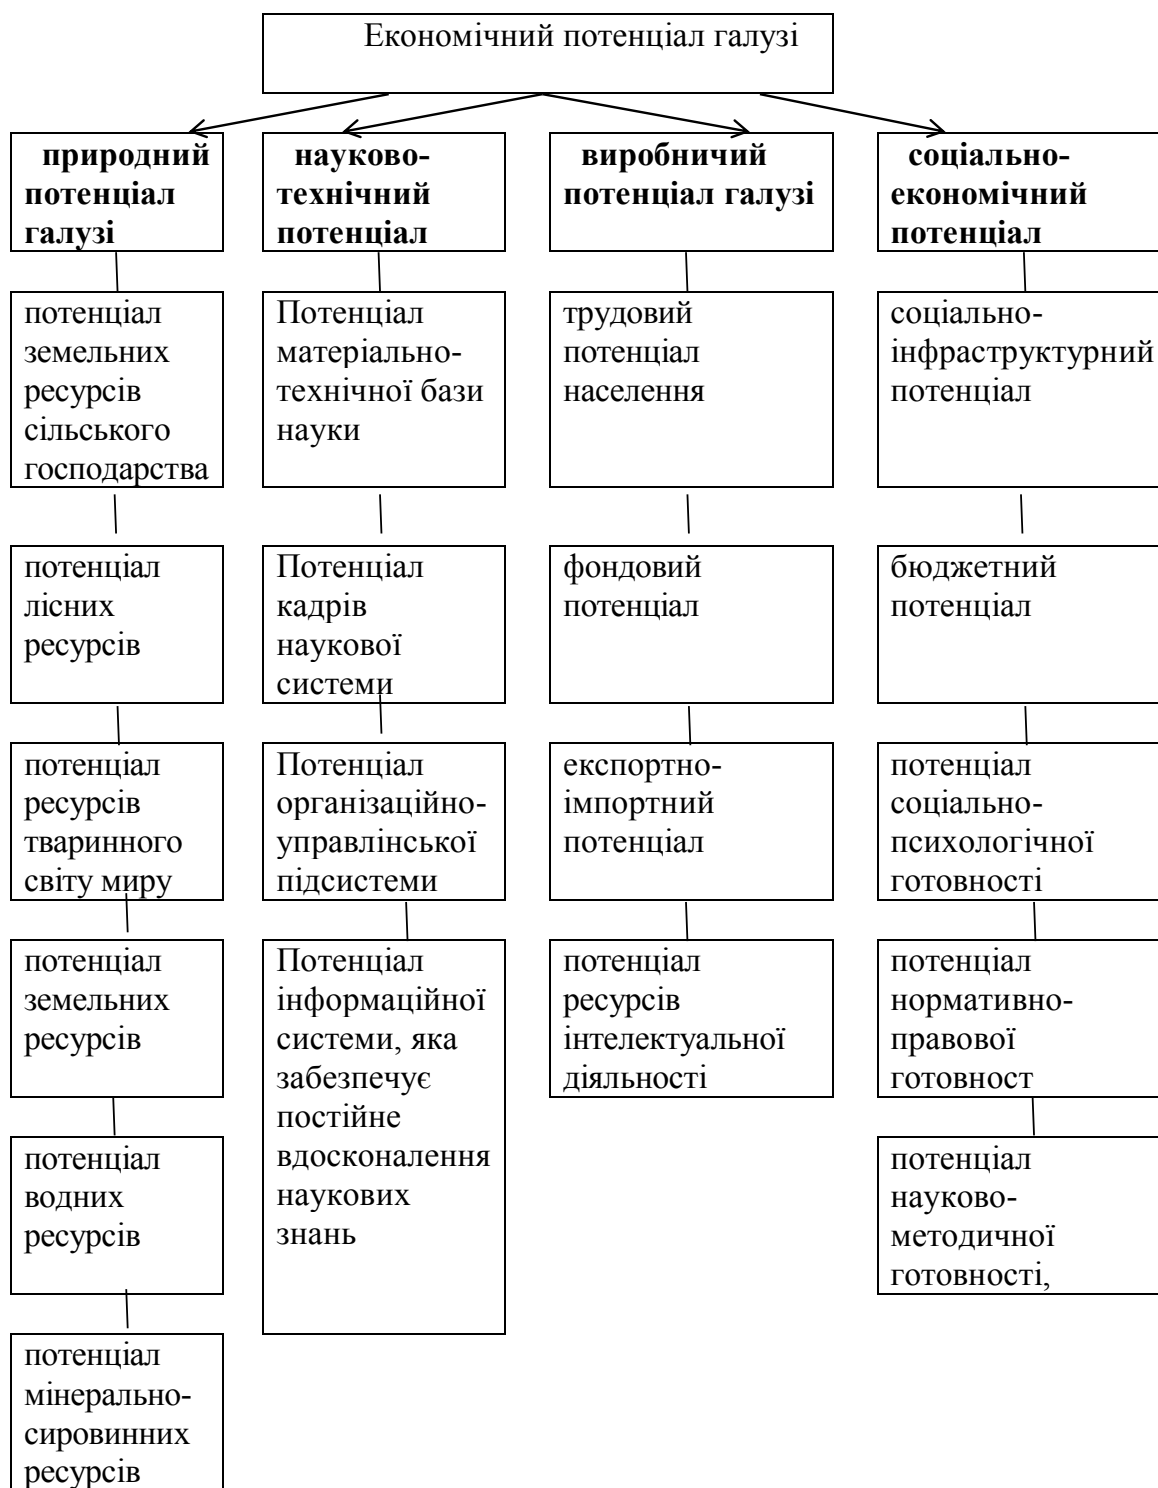 Економічний потенціал галузі
природний
потенціал
галузі
науково-
технічний
потенціал
виробничий
потенціал галузі
соціально-
економічний
потенціал
потенціал
земельних
ресурсів
сільського
господарства
Потенціал
матеріально-
технічної бази
науки
трудовий
потенціал
населення
соціально-
інфраструктурний
потенціал
потенціал
лісних
ресурсів
Потенціал
кадрів
наукової
системи
фондовий
потенціал
бюджетний
потенціал
потенціал
ресурсів
тваринного
світу миру
Потенціал
організаційно-
управлінської
підсистеми
експортно-
імпортний
потенціал
потенціал
соціально-
психологічної
готовності
потенціал
земельних
ресурсів
Потенціал
інформаційної
системи, яка
забезпечує
постійне
вдосконалення
наукових
знань
потенціал
ресурсів
інтелектуальної
діяльності
потенціал
нормативно-
правової
готовност
потенціал
водних
ресурсів
потенціал
науково-
методичної
готовності,
потенціал
мінерально-
сировинних
ресурсів